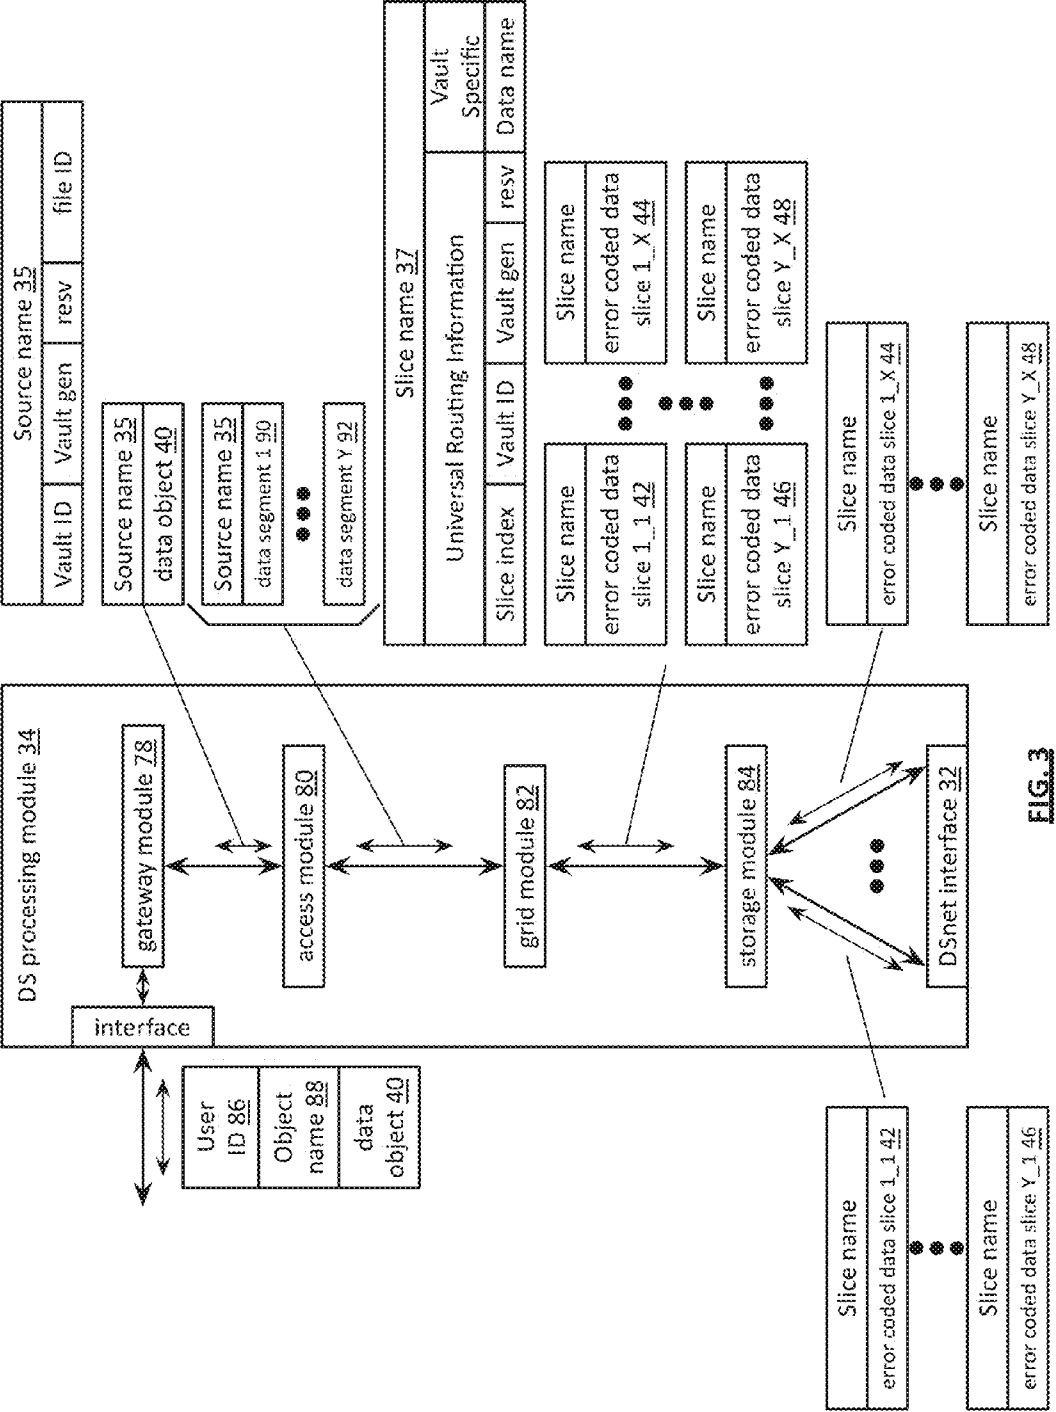 Source name 35
Vault ID
Vault gen
resv
file ID
Source name 35
data object 40
Source name 35
data segment 1 90
data segment Y 92
Slice name 37
Universal Routing Information
Vault
Specific
Slice index
Vault ID
Vault gen
resv
Data name
Slice name
error coded data
slice 1_1 42
Slice name
error coded data
slice 1_X 44
Slice name
error coded data
slice Y_1 46
Slice name
error coded data
slice Y_X 48
DS processing module 34
interface
gateway module 78
access module 80
grid module 82
storage module 84
DSnet interface 32
User
ID 86
Object
name 88
data
object 40
Slice name
error coded data slice 1_1 42
Slice name
error coded data slice Y_1 46
Slice name
error coded data slice 1_X 44
Slice name
error coded data slice Y_X 48
FIG. 3